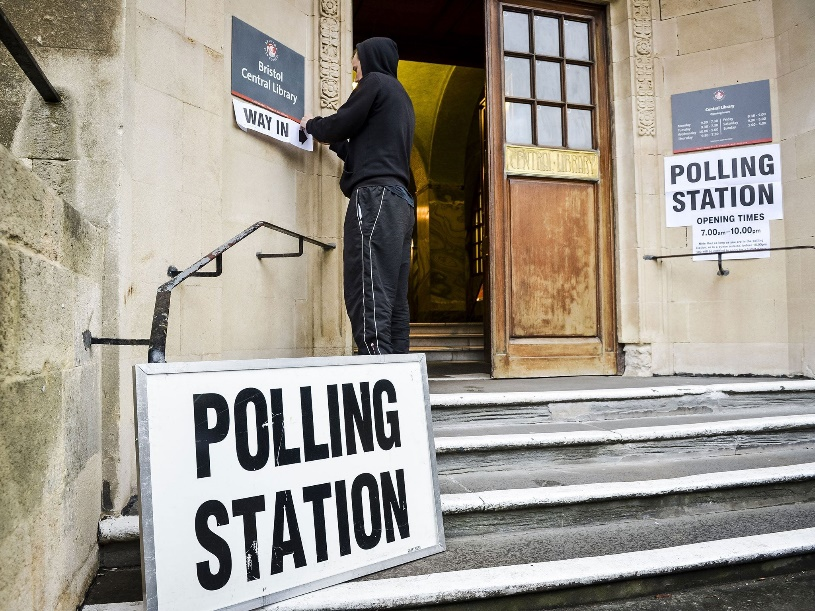 Bristol
Central Library
WAY IN
CENTRAL LIBRARY
Central Library
POLLING
STATION
OPENING TIMES
7.00am–10.00pm
POLLING
STATION